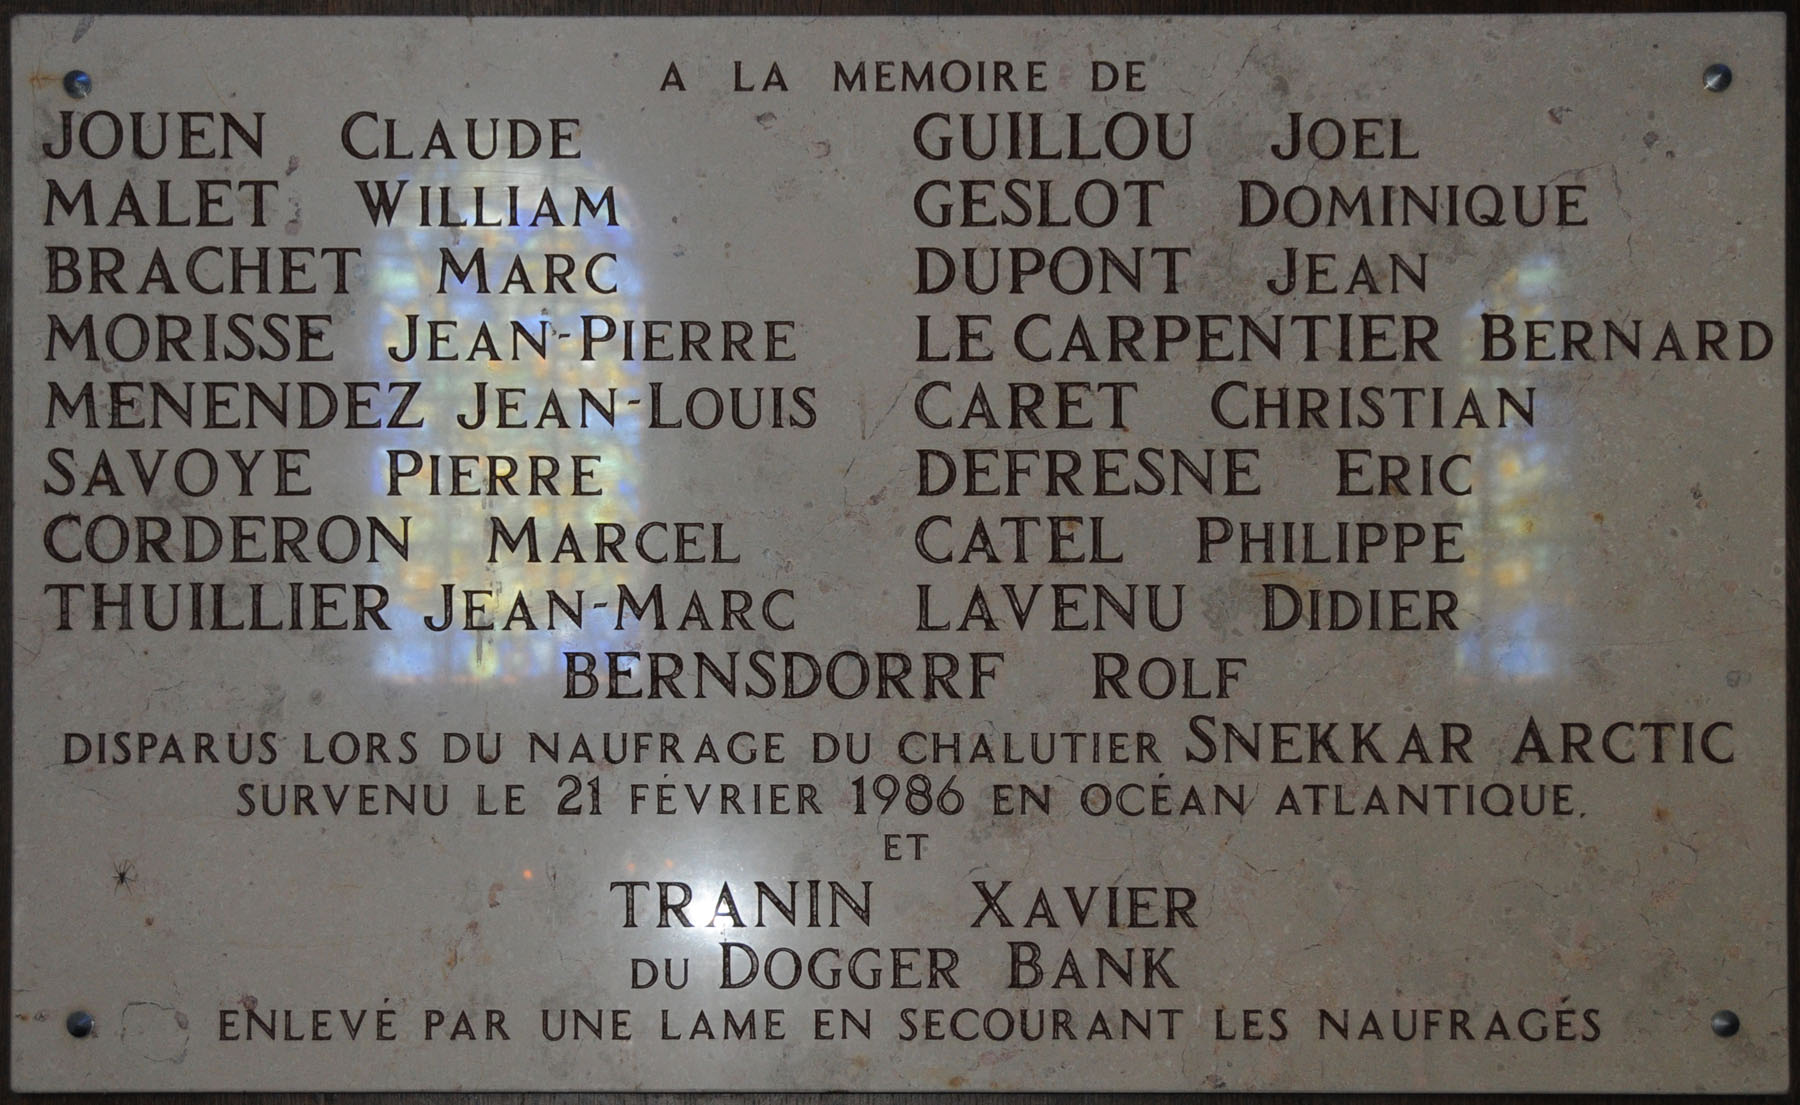 A LA MEMOIRE DE
JOUEN CLAUDE GUILLOU JOEL
MALET WILLIAM GESLOT DOMINIQUE
BRACHET MARC DUPONT JEAN
MORISSE JEAN-PIERRE LE CARPENTIER BERNARD
MENENDEZ JEAN-LOUIS CARET CHRISTIAN
SAVOYE PIERRE DEFRESNE ERIC
CORDERON MARCEL CATEL PHILIPPE
THUILLIER JEAN-MARC LAVENU DIDIER
BERNSDORRF ROLF
DISPARUS LORS DU NAUFRAGE DU CHALUTIER SNEKKAR ARCTIC
SURVENU LE 21 FÉVRIER 1986 EN OCÉAN ATLANTIQUE.
ET
TRANIN XAVIER
DU DOGGER BANK
ENLEVÉ PAR UNE LAME EN SECOURANT LES NAUFRAGÉS